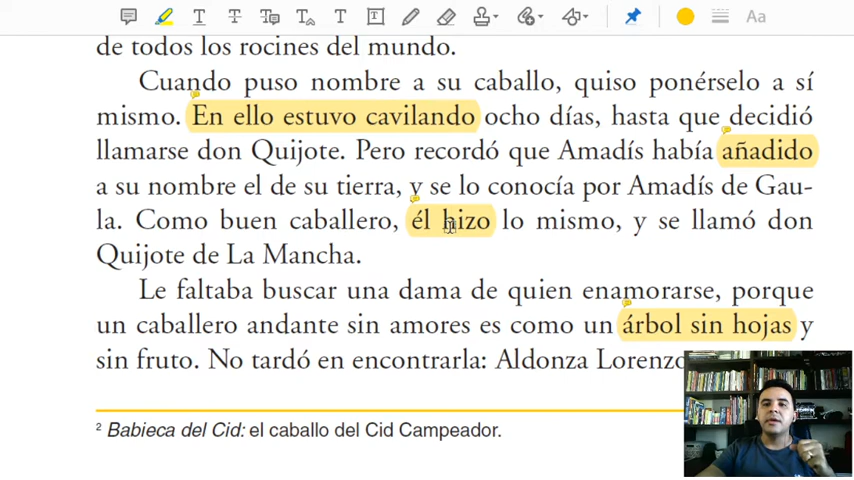 Aa
de todos los rocines del mundo.
Cuando puso nombre a su caballo, quiso ponérselo a sí
mismo. En ello estuvo cavilando ocho días, hasta que decidió
llamarse don Quijote. Pero recordó que Amadís había añadido
a su nombre el de su tierra, y se lo conocía por Amadís de Gau-
la. Como buen caballero, él hizo lo mismo, y se llamó don
Quijote de La Mancha.
Le faltaba buscar una dama de quien enamorarse, porque
un caballero andante sin amores es como un árbol sin hojas y
sin fruto. No tardó en encontrarla: Aldonza Lorenzo
² Babieca del Cid: el caballo del Cid Campeador.